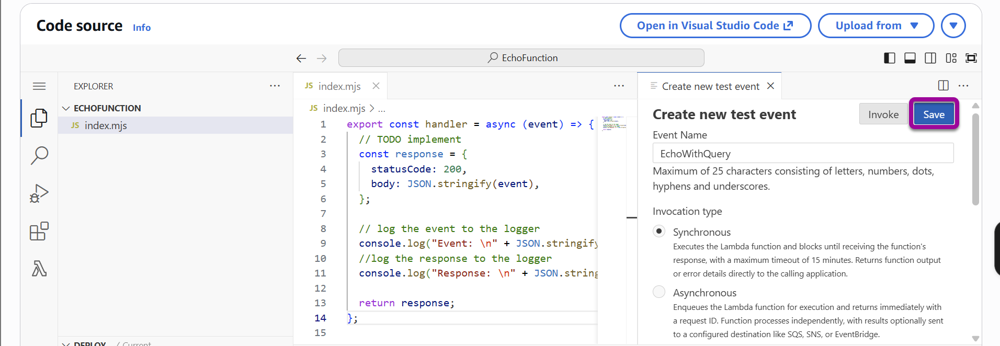 Code source Info
Open in Visual Studio Code
Upload from
EchoFunction
EXPLORER
ECHOFUNCTION
JS index.mjs
DEPLOY
JS index.mjs
JS index.mjs > ...
1 export const handler = async (event) => {
2 // TODO implement
3 const response = {
4 statusCode: 200,
5 body: JSON.stringify(event),
6 };
7
8 // log the event to the logger
9 console.log("Event: \n" + JSON.stringify
10 //log the response to the logger
11 console.log("Response: \n" + JSON.string
12
13 return response;
14 };
15
Create new test event
Create new test event
Invoke
Save
Event Name
EchoWithQuery
Maximum of 25 characters consisting of letters, numbers, dots,
hyphens and underscores.
Invocation type
Synchronous
Executes the Lambda function and blocks until receiving the function's
response, with a maximum timeout of 15 minutes. Returns function output
or error details directly to the calling application.
Asynchronous
Enqueues the Lambda function for execution and returns immediately with
a request ID. Function processes independently, with results optionally sent
to a configured destination like SQS, SNS, or EventBridge.